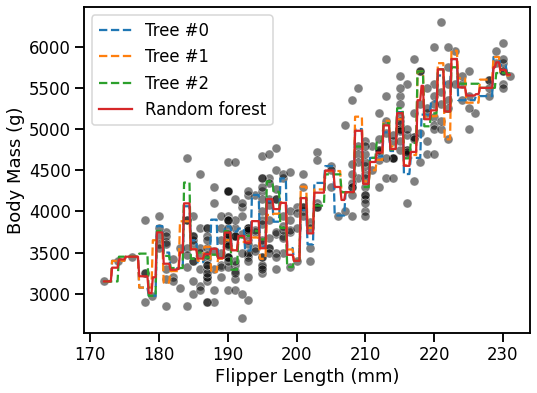 Tree #0
Tree #1
Tree #2
Random forest
6000
5500
5000
4500
4000
3500
3000
Body Mass (g)
170 180 190 200 210 220 230
Flipper Length (mm)